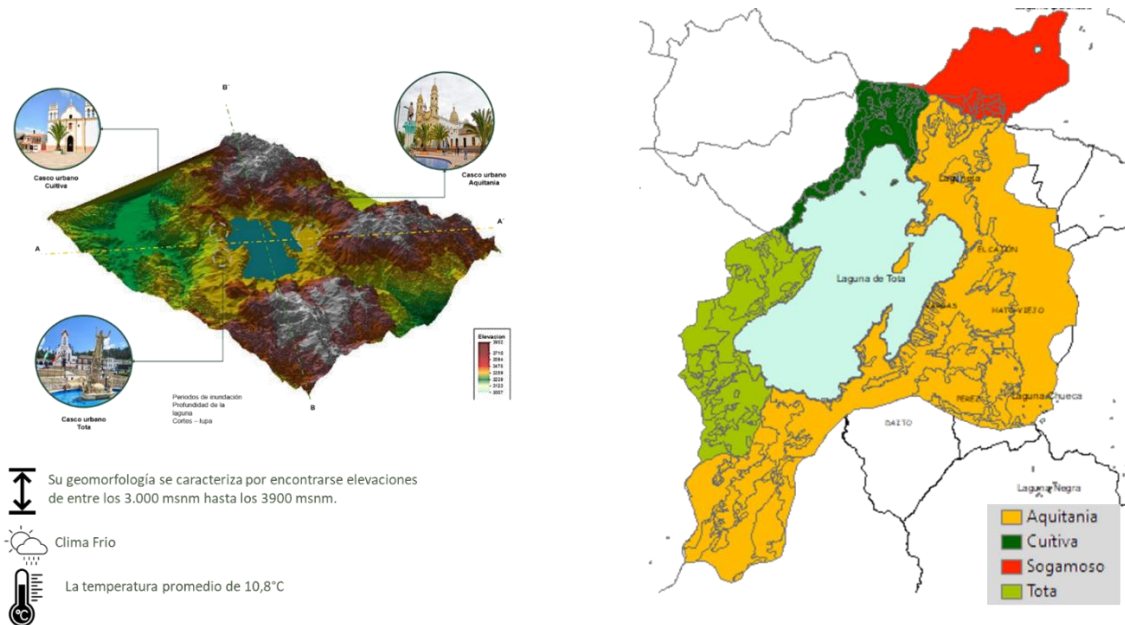 B´
Casco urbano
Cuitiva
Casco urbano
Aquitania
A
A´
Casco urbano
Tota
Periodos de inundación
Profundidad de la
laguna
Cortes – lupa
B
Elevacion
Su geomorfología se caracteriza por encontrarse elevaciones
de entre los 3.000 msnm hasta los 3900 msnm.
Clima Frio
°C
La temperatura promedio de 10,8°C
Laguna de Tota
EL CAJON
HATO VIEJO
PEREZ
Laguna Chueca
Laguna Negra
Aquitania
Cuítiva
Sogamoso
Tota